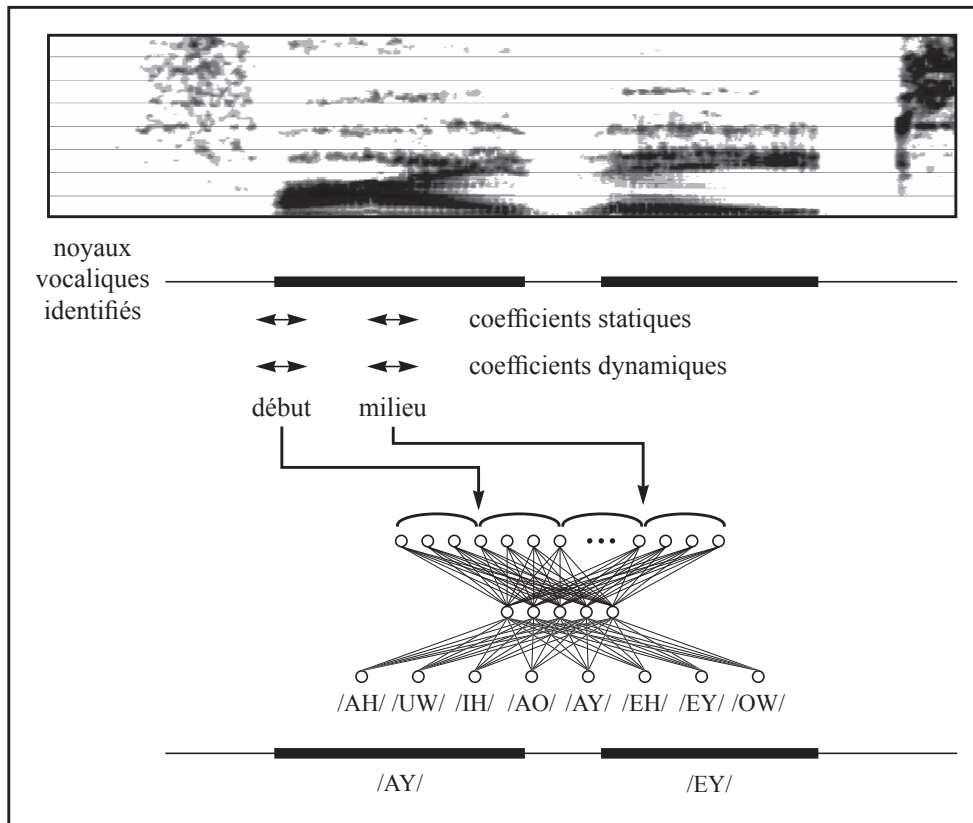 noyaux
vocaliques
identifiés
coefficients statiques
coefficients dynamiques
début milieu
/AH/ /UW/ /IH/ /AO/ /AY/ /EH/ /EY/ /OW/
/AY/ /EY/